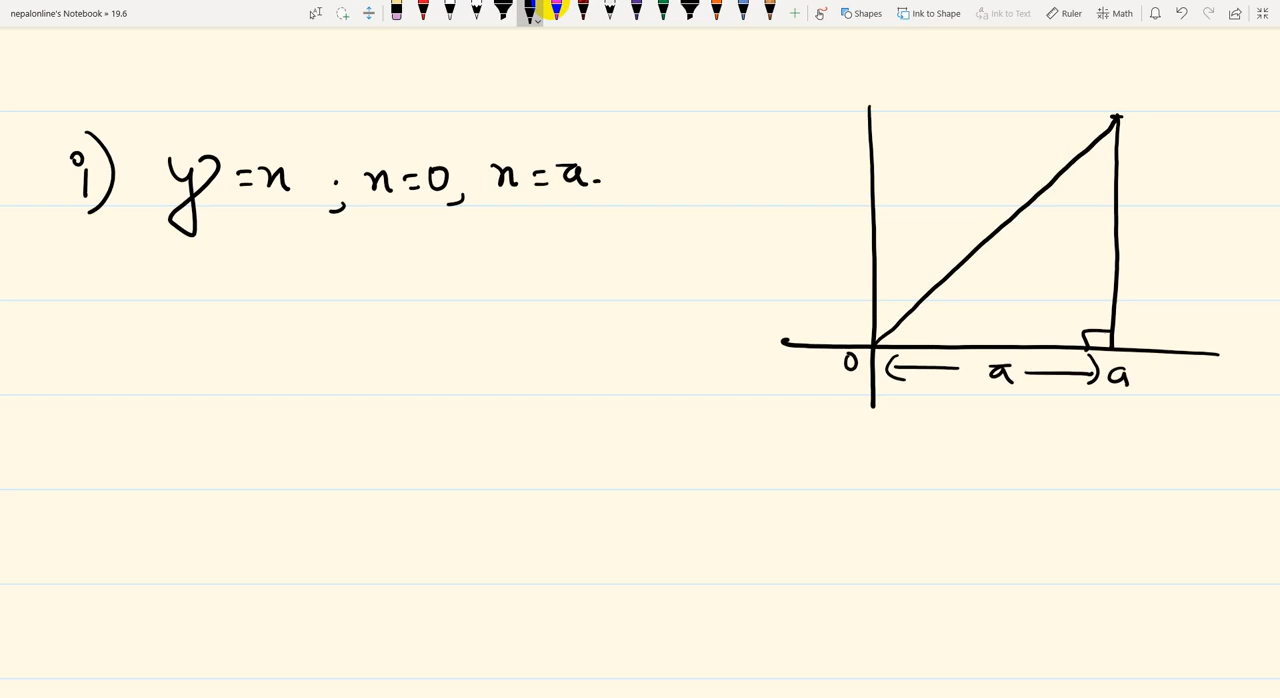 nepalonline's Notebook » 19.6
Shapes
Ink to Shape
Ink to Text
Ruler
Math
i) y = x ; x = 0, x = a.
0
a
a